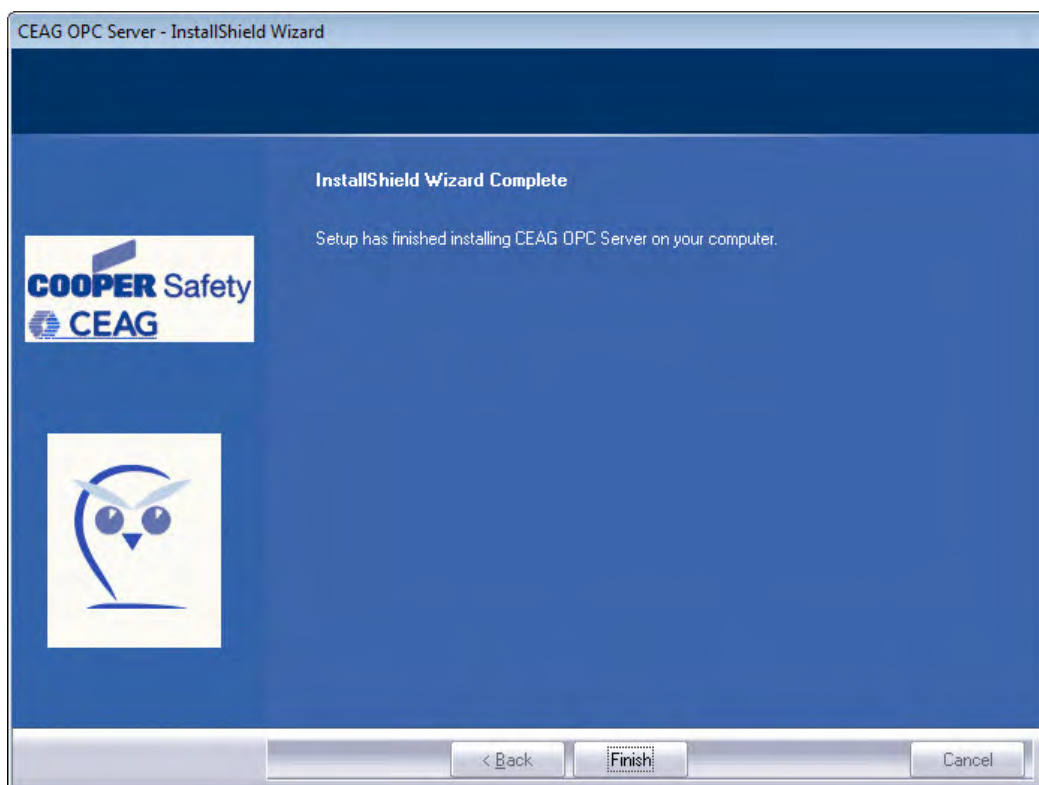 CEAG OPC Server - InstallShield Wizard
InstallShield Wizard Complete
Setup has finished installing CEAG OPC Server on your computer.
COOPER Safety
CEAG
< Back
Finish
Cancel